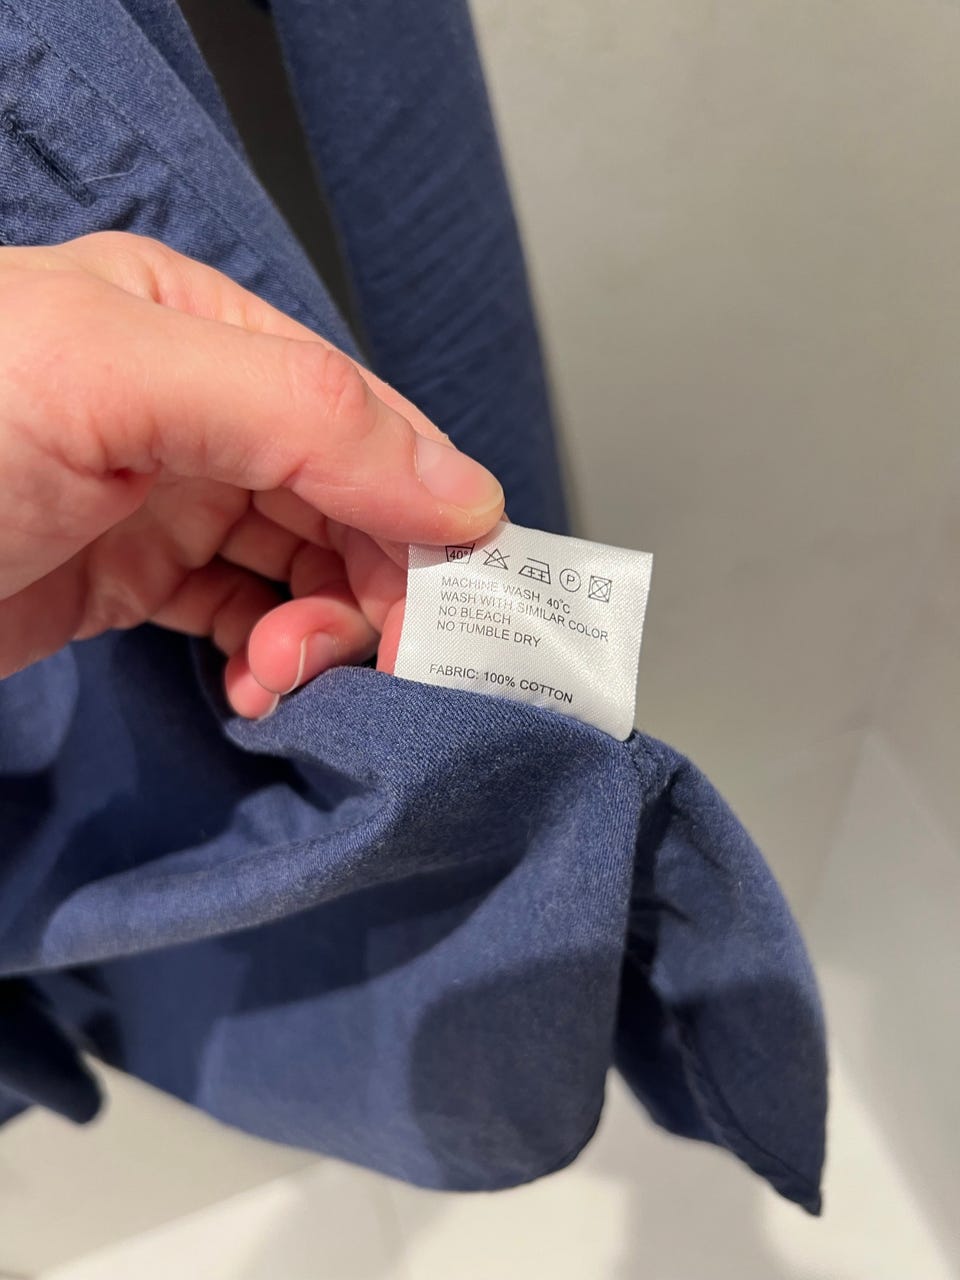 40°
P
MACHINE WASH 40°C
WASH WITH SIMILAR COLOR
NO BLEACH
NO TUMBLE DRY
FABRIC: 100% COTTON